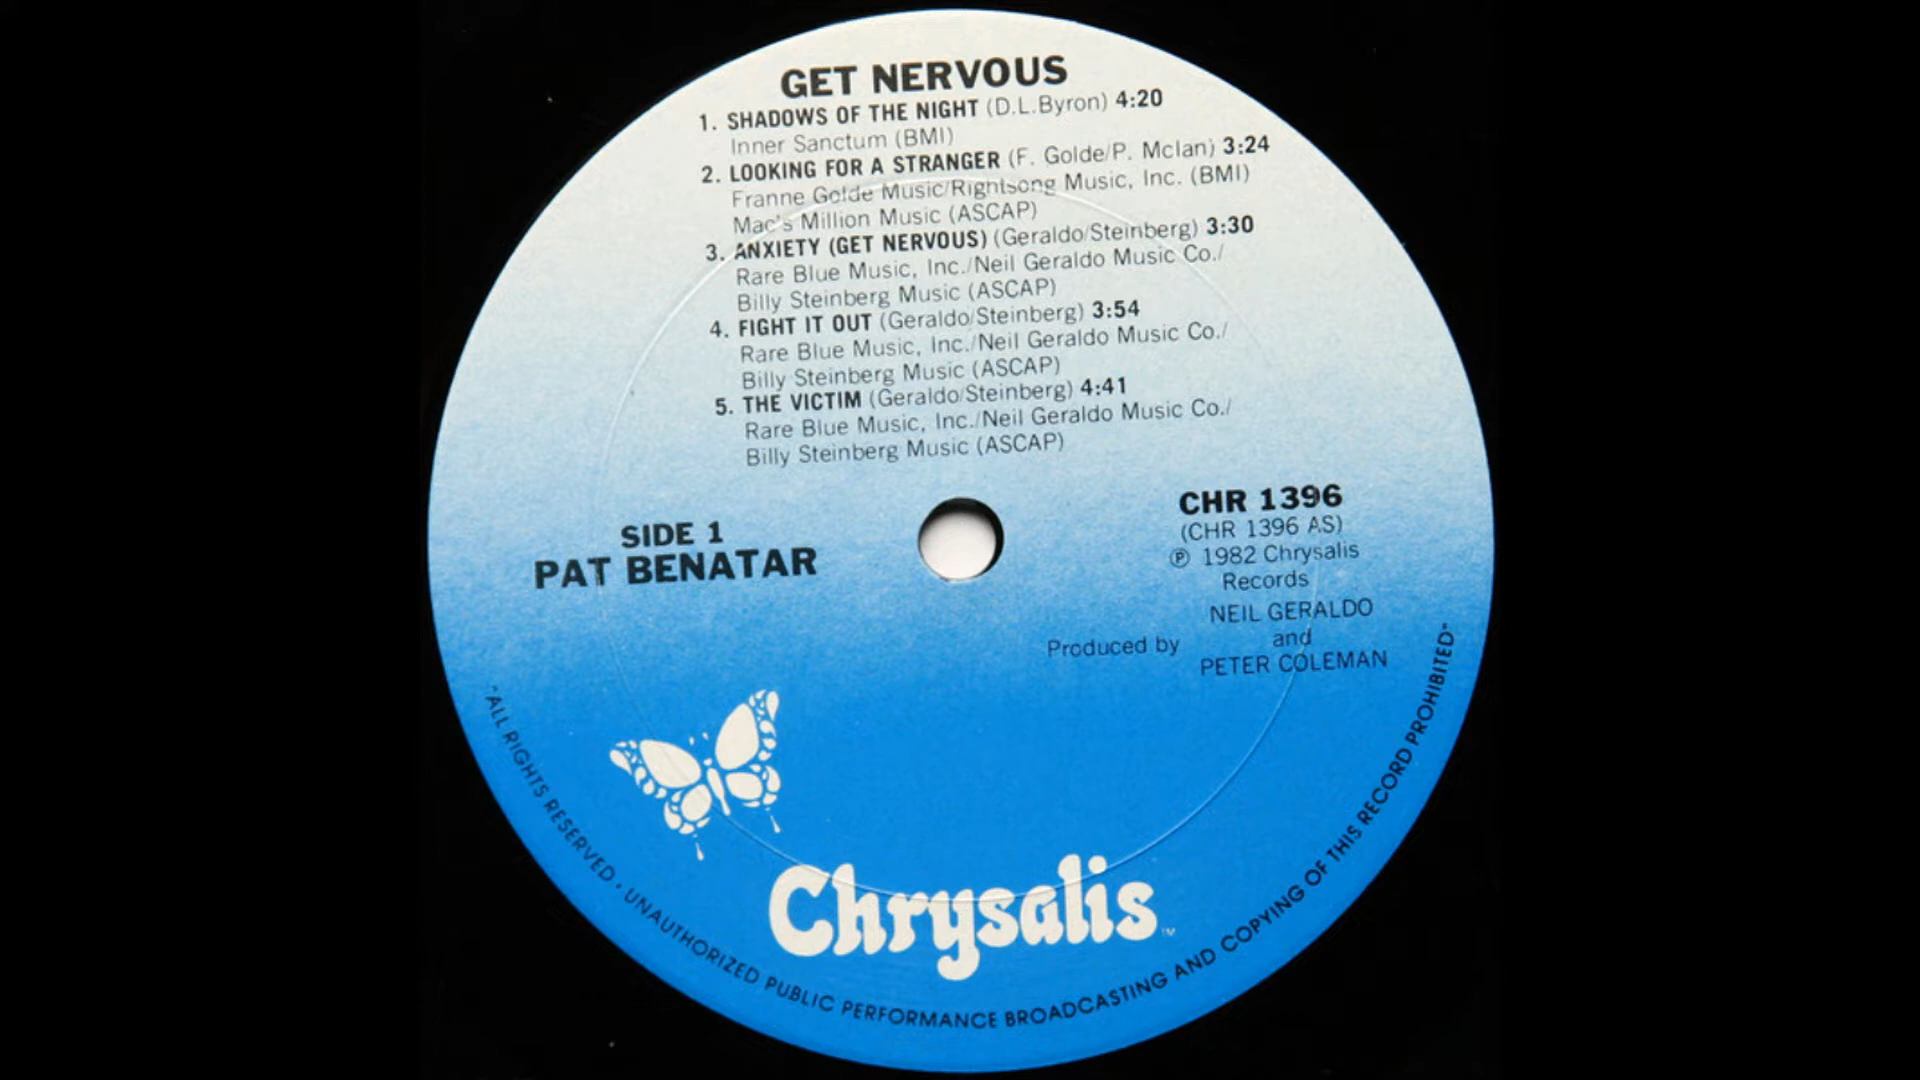 GET NERVOUS
1. SHADOWS OF THE NIGHT (D.L.Byron) 4:20
Inner Sanctum (BMI)
2. LOOKING FOR A STRANGER (F. Golde/P. McIan) 3:24
Franne Golde Music/Rightsong Music, Inc. (BMI)
Mac's Million Music (ASCAP)
3. ANXIETY (GET NERVOUS) (Geraldo/Steinberg) 3:30
Rare Blue Music, Inc./Neil Geraldo Music Co./
Billy Steinberg Music (ASCAP)
4. FIGHT IT OUT (Geraldo/Steinberg) 3:54
Rare Blue Music, Inc./Neil Geraldo Music Co./
Billy Steinberg Music (ASCAP)
5. THE VICTIM (Geraldo/Steinberg) 4:41
Rare Blue Music, Inc./Neil Geraldo Music Co./
Billy Steinberg Music (ASCAP)
SIDE 1
PAT BENATAR
CHR 1396
(CHR 1396 AS)
℗ 1982 Chrysalis
Records
Produced by NEIL GERALDO
and
PETER COLEMAN
Chrysalis™
"ALL RIGHTS RESERVED · UNAUTHORIZED PUBLIC PERFORMANCE BROADCASTING AND COPYING OF THIS RECORD PROHIBITED"